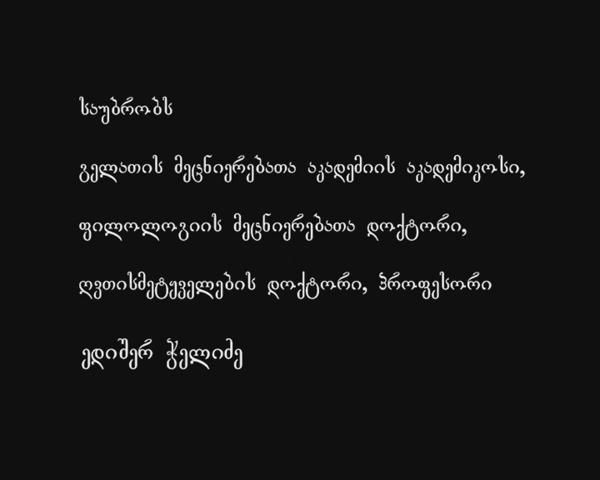 საუბრობს
გელათის მეცნიერებათა აკადემიის აკადემიკოსი,
ფილოლოგიის მეცნიერებათა დოქტორი,
ღვთისმეტყველების დოქტორი, პროფესორი
ედიშერ ჭელიძე